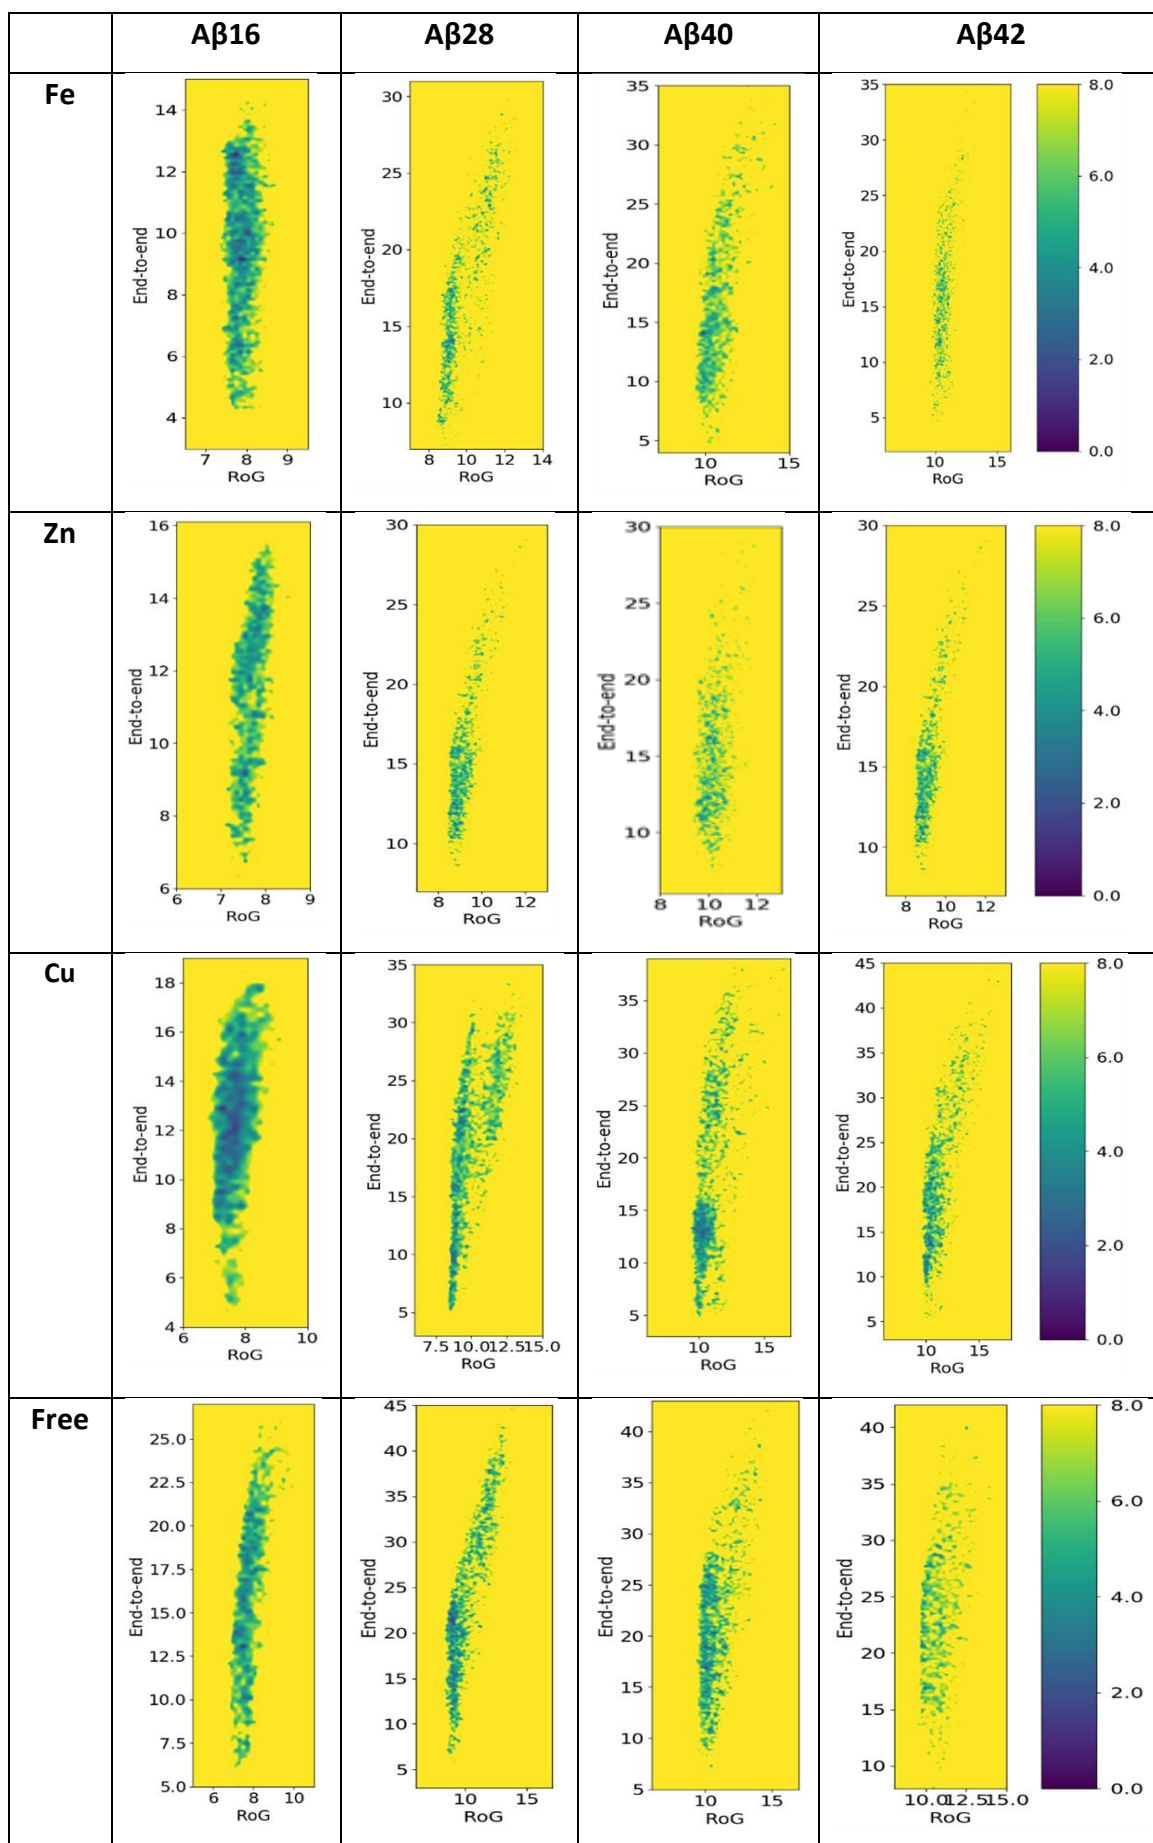 Aβ16 Aβ28 Aβ40 Aβ42
Fe
14
12
10
8
6
4
End-to-end
7 8 9
RoG
30
25
20
15
10
End-to-end
8 10 12 14
RoG
35
30
25
20
15
10
5
End-to-end
10 15
RoG
35
30
25
20
15
10
5
End-to-end
10 15
RoG
8.0
6.0
4.0
2.0
0.0
Zn
16
14
12
10
8
6
End-to-end
6 7 8 9
RoG
30
25
20
15
10
End-to-end
8 10 12
RoG
30
25
20
15
10
End-to-end
8 10 12
RoG
30
25
20
15
10
End-to-end
8 10 12
RoG
8.0
6.0
4.0
2.0
0.0
Cu
18
16
14
12
10
8
6
4
End-to-end
6 8 10
RoG
35
30
25
20
15
10
5
End-to-end
7.5 10.0 12.5 15.0
RoG
35
30
25
20
15
10
5
End-to-end
10 15
RoG
45
40
35
30
25
20
15
10
5
End-to-end
10 15
RoG
8.0
6.0
4.0
2.0
0.0
Free
25.0
22.5
20.0
17.5
15.0
12.5
10.0
7.5
5.0
End-to-end
6 8 10
RoG
45
40
35
30
25
20
15
10
5
End-to-end
10 15
RoG
40
35
30
25
20
15
10
5
End-to-end
10 15
RoG
40
35
30
25
20
15
10
End-to-end
10.0 12.5 15.0
RoG
8.0
6.0
4.0
2.0
0.0